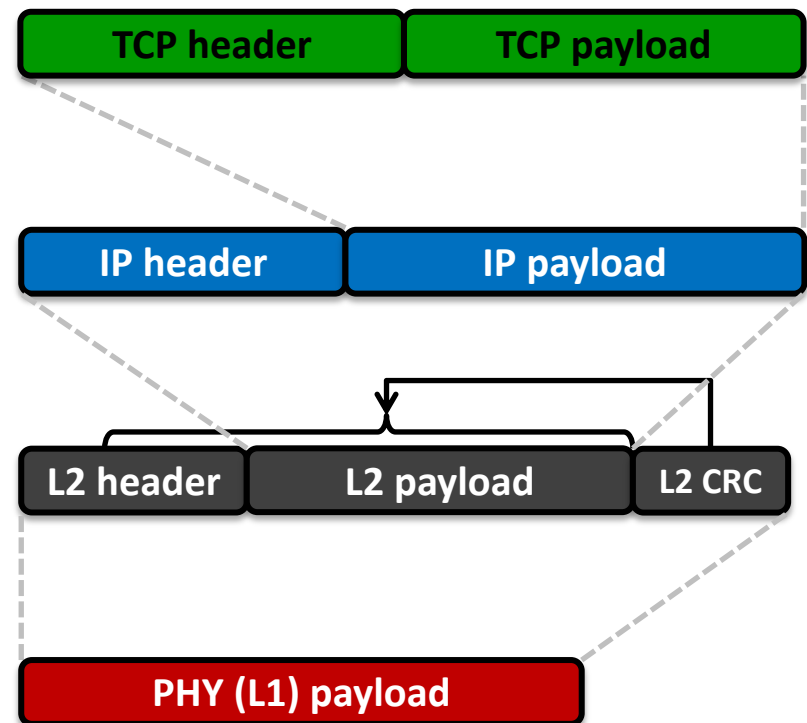 TCP header TCP payload
IP header IP payload
L2 header L2 payload L2 CRC
PHY (L1) payload